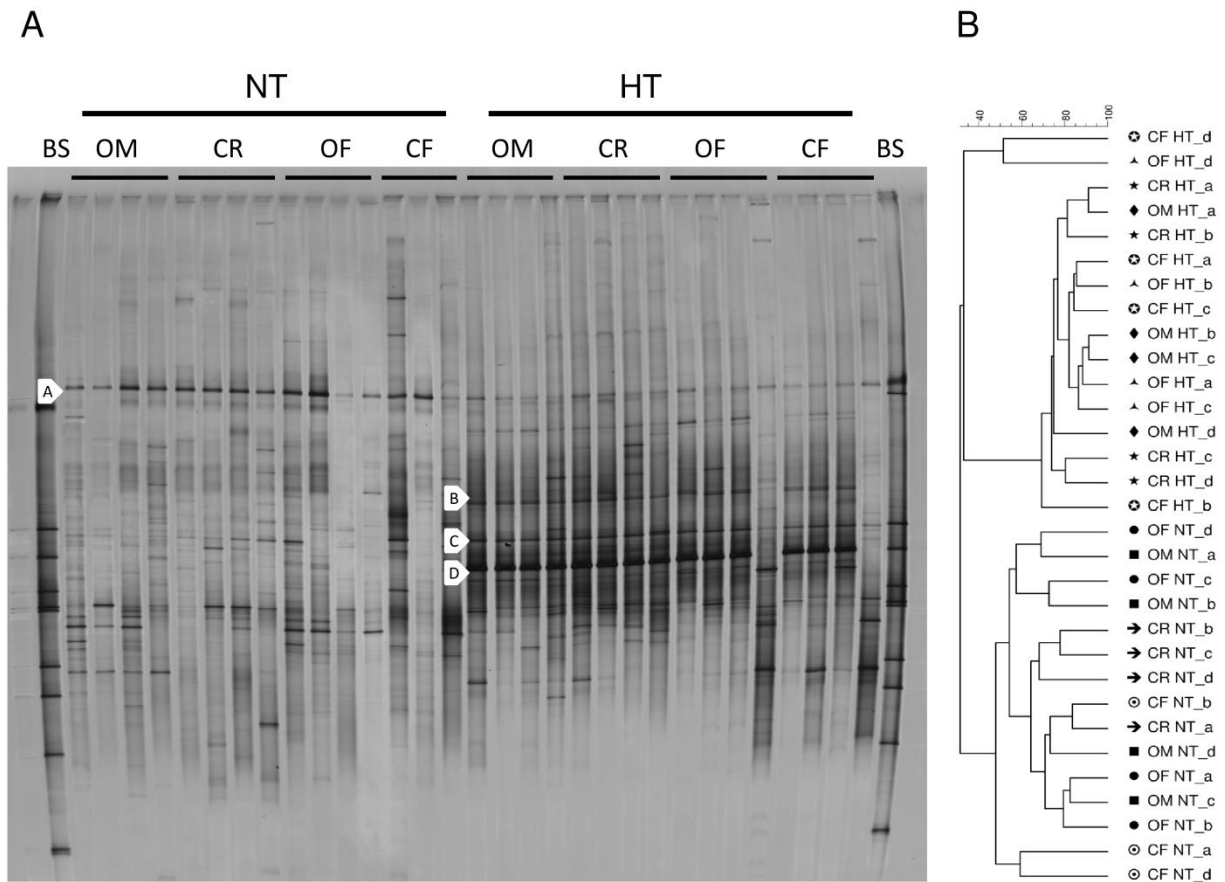 A
B
NT
HT
BS OM CR OF CF OM CR OF CF BS
A
B
C
D
40 60 80 100
CF HT_d
OF HT_d
CR HT_a
OM HT_a
CR HT_b
CF HT_a
OF HT_b
CF HT_c
OM HT_b
OM HT_c
OF HT_a
OF HT_c
OM HT_d
CR HT_c
CR HT_d
CF HT_b
OF NT_d
OM NT_a
OF NT_c
OM NT_b
CR NT_b
CR NT_c
CR NT_d
CF NT_b
CR NT_a
OM NT_d
OF NT_a
OM NT_c
OF NT_b
CF NT_a
CF NT_d